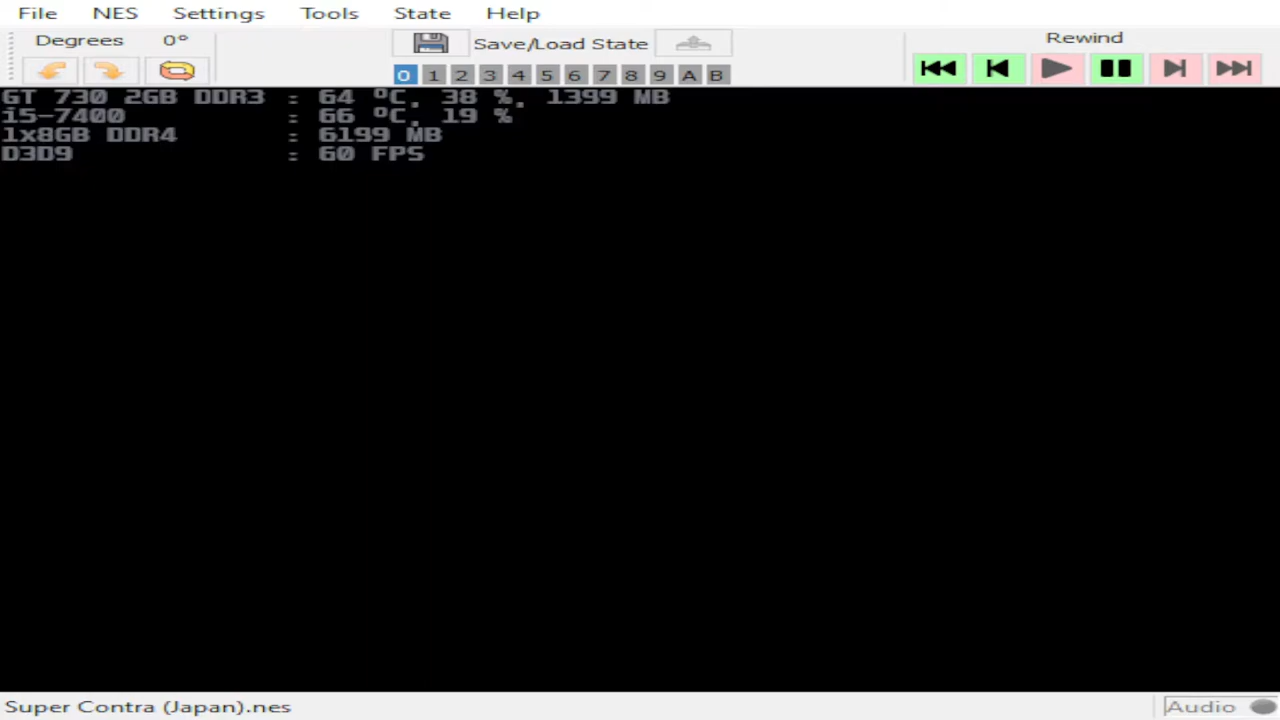 File NES Settings Tools State Help
Degrees 0° Save/Load State Rewind
0 1 2 3 4 5 6 7 8 9 A B
GT 730 2GB DDR3 : 64 ºC, 38 %, 1399 MB
i5-7400 : 66 ºC, 19 %
1x8GB DDR4 : 6199 MB
D3D9 : 60 FPS
Super Contra (Japan).nes Audio